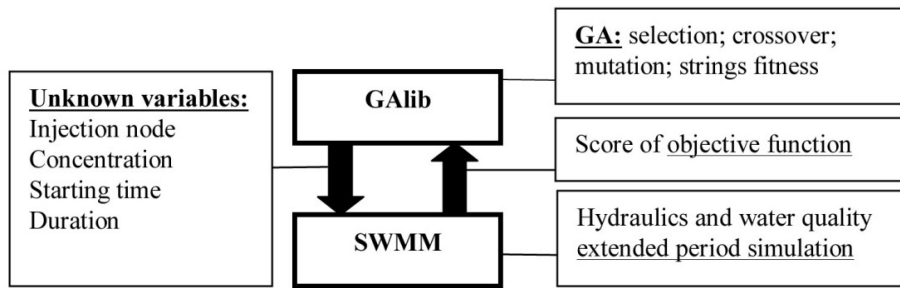 Unknown variables:
Injection node
Concentration
Starting time
Duration
GAlib
SWMM
GA: selection; crossover;
mutation; strings fitness
Score of objective function
Hydraulics and water quality
extended period simulation